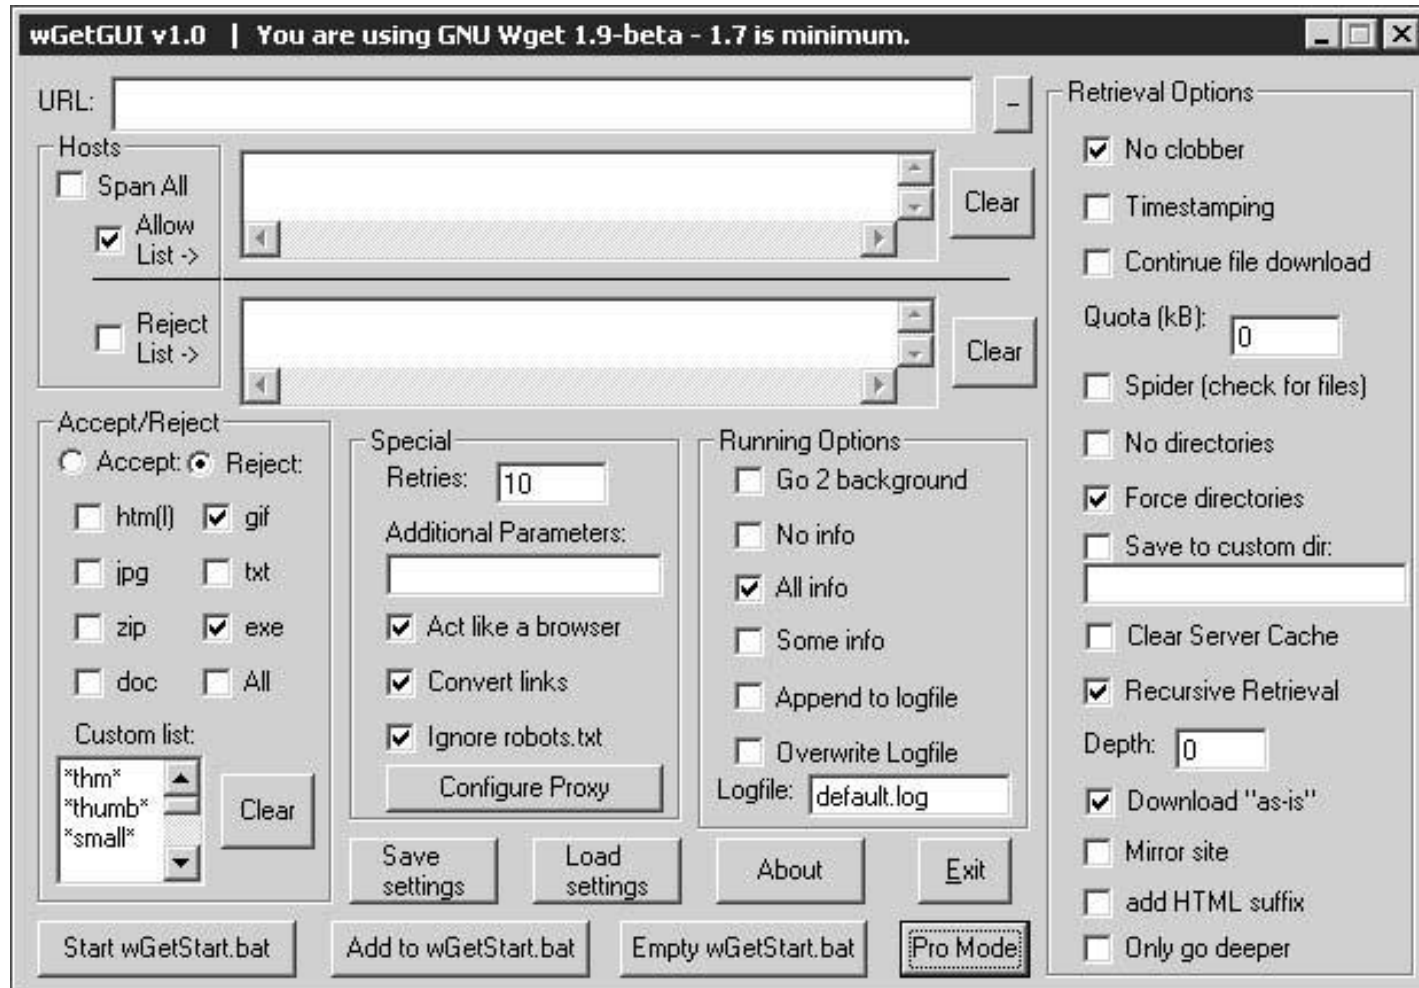 wGetGUI v1.0 | You are using GNU Wget 1.9-beta - 1.7 is minimum.
URL:
-
Hosts
Span All
Allow
List ->
Clear
Reject
List ->
Clear
Accept/Reject
Accept: Reject:
htm(l) gif
jpg txt
zip exe
doc All
Custom list:
*thm*
*thumb*
*small*
Clear
Special
Retries: 10
Additional Parameters:
Act like a browser
Convert links
Ignore robots.txt
Configure Proxy
Running Options
Go 2 background
No info
All info
Some info
Append to logfile
Overwrite Logfile
Logfile: default.log
Retrieval Options
No clobber
Timestamping
Continue file download
Quota (kB): 0
Spider (check for files)
No directories
Force directories
Save to custom dir:
Clear Server Cache
Recursive Retrieval
Depth: 0
Download "as-is"
Mirror site
add HTML suffix
Only go deeper
Save
settings
Load
settings
About
Exit
Start wGetStart.bat
Add to wGetStart.bat
Empty wGetStart.bat
Pro Mode